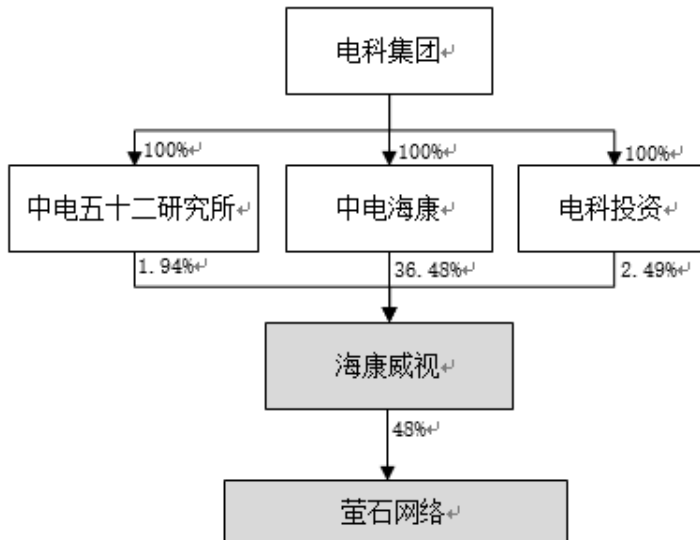 电科集团
100% 100% 100%
中电五十二研究所 中电海康 电科投资
1.94% 36.48% 2.49%
海康威视
48%
萤石网络